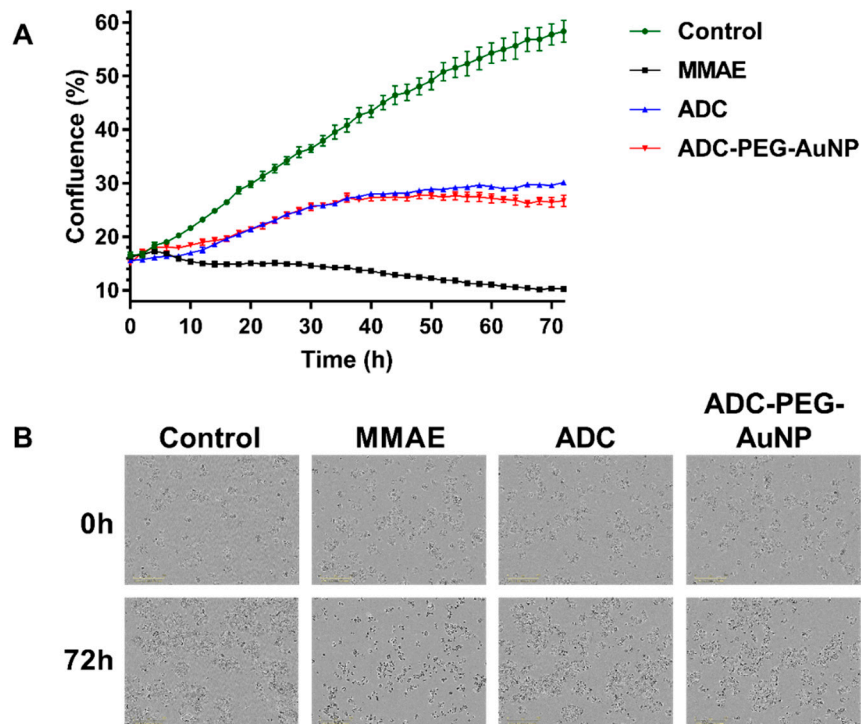 A
Confluence (%)
60
50
40
30
20
10
0 10 20 30 40 50 60 70
Time (h)
Control
MMAE
ADC
ADC-PEG-AuNP
B
Control MMAE ADC ADC-PEG-
AuNP
0h
72h